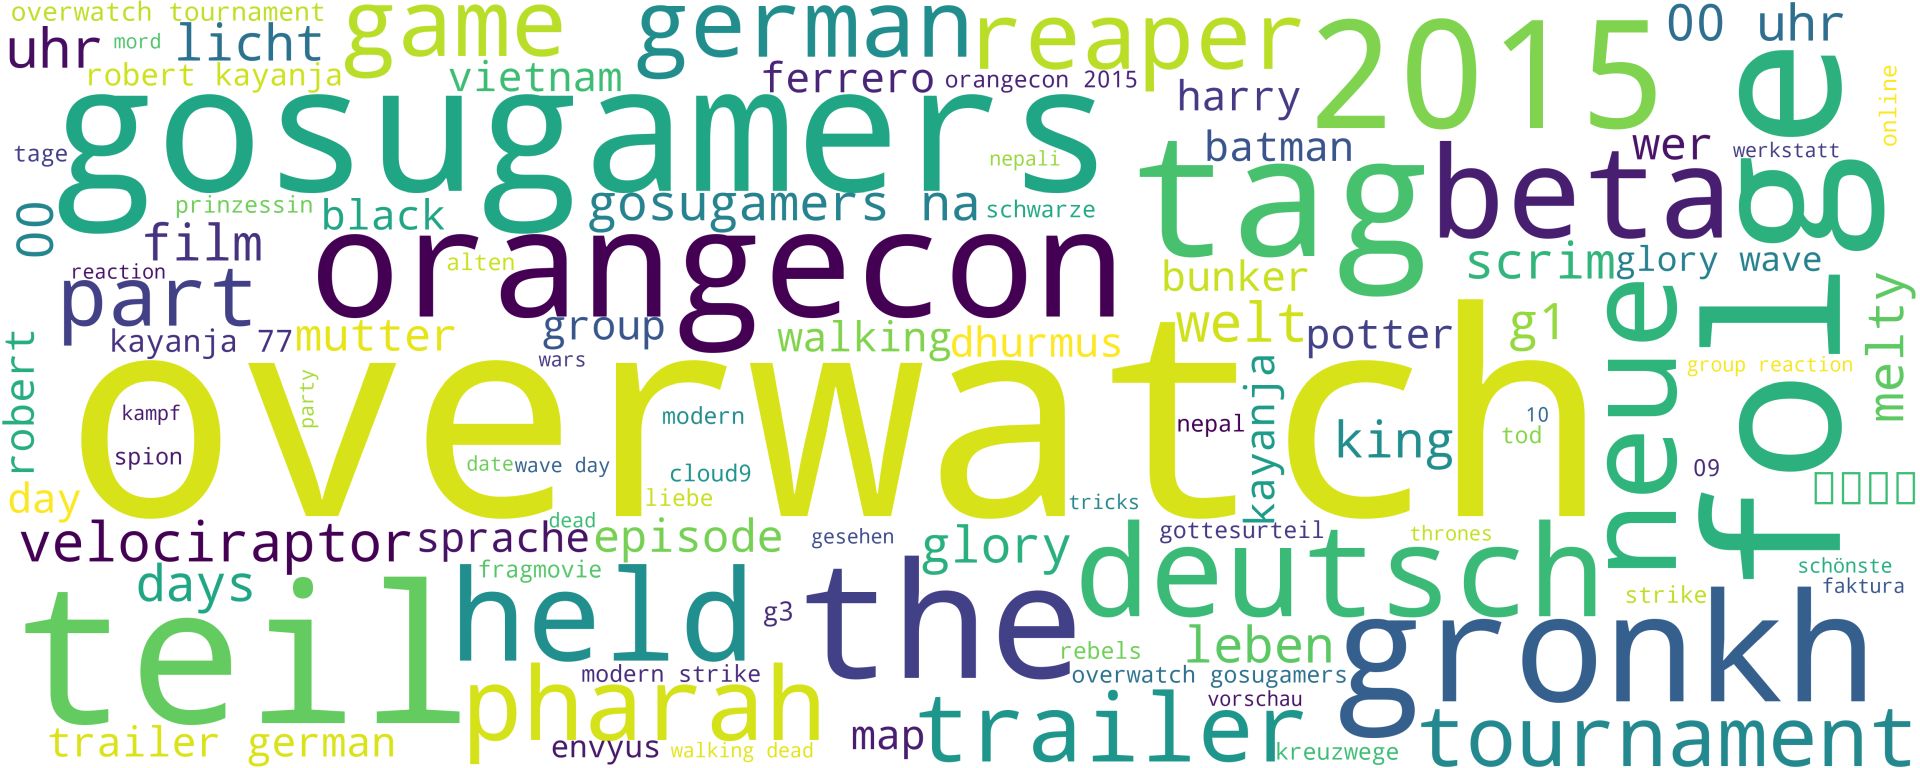 overwatch tournament
game
german
reaper
2015
00 uhr
uhr
mord
licht
robert kayanja
vietnam
ferrero
orangecon 2015
harry
folge
online
gosugamers
tage
nepali
tag
batman
beta
wer
werkstatt
00
prinzessin
black
gosugamers na
schwarze
film
orangecon
alten
reaction
part
bunker
scrim
glory wave
neue
melty
kayanja 77
mutter
group
wars
walking
dhurmus
welt
potter
g1
robert
overwatch
kampf
party
modern
nepal
kayanja
king
10
tod
group reaction
spion
date
wave day
cloud9
09
day
liebe
tricks
dead
velociraptor
sprache
episode
gesehen
glory
gottesurteil
thrones
deutsch
days
fragmovie
schönste
faktura
strike
teil
held
g3
the
gronkh
leben
rebels
modern strike
overwatch gosugamers
pharah
vorschau
trailer german
envyus
walking dead
map
trailer
kreuzwege
tournament